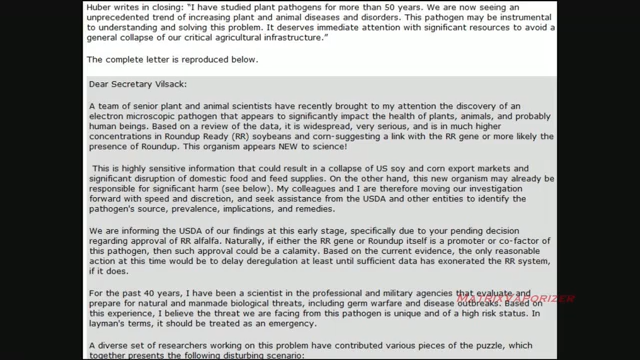 Huber writes in closing: “I have studied plant pathogens for more than 50 years. We are now seeing an
unprecedented trend of increasing plant and animal diseases and disorders. This pathogen may be instrumental
to understanding and solving this problem. It deserves immediate attention with significant resources to avoid a
general collapse of our critical agricultural infrastructure.”
The complete letter is reproduced below.
Dear Secretary Vilsack:
A team of senior plant and animal scientists have recently brought to my attention the discovery of an
electron microscopic pathogen that appears to significantly impact the health of plants, animals, and probably
human beings. Based on a review of the data, it is widespread, very serious, and is in much higher
concentrations in Roundup Ready (RR) soybeans and corn-suggesting a link with the RR gene or more likely the
presence of Roundup. This organism appears NEW to science!
This is highly sensitive information that could result in a collapse of US soy and corn export markets and
significant disruption of domestic food and feed supplies. On the other hand, this new organism may already be
responsible for significant harm (see below). My colleagues and I are therefore moving our investigation
forward with speed and discretion, and seek assistance from the USDA and other entities to identify the
pathogen's source, prevalence, implications, and remedies.
We are informing the USDA of our findings at this early stage, specifically due to your pending decision
regarding approval of RR alfalfa. Naturally, if either the RR gene or Roundup itself is a promoter or co-factor of
this pathogen, then such approval could be a calamity. Based on the current evidence, the only reasonable
action at this time would be to delay deregulation at least until sufficient data has exonerated the RR system,
if it does.
For the past 40 years, I have been a scientist in the professional and military agencies that evaluate and
prepare for natural and manmade biological threats, including germ warfare and disease outbreaks. Based on
this experience, I believe the threat we are facing from this pathogen is unique and of a high risk status. In
layman's terms, it should be treated as an emergency.
A diverse set of researchers working on this problem have contributed various pieces of the puzzle, which
together presents the following disturbing scenario:
MatrixVaporizer